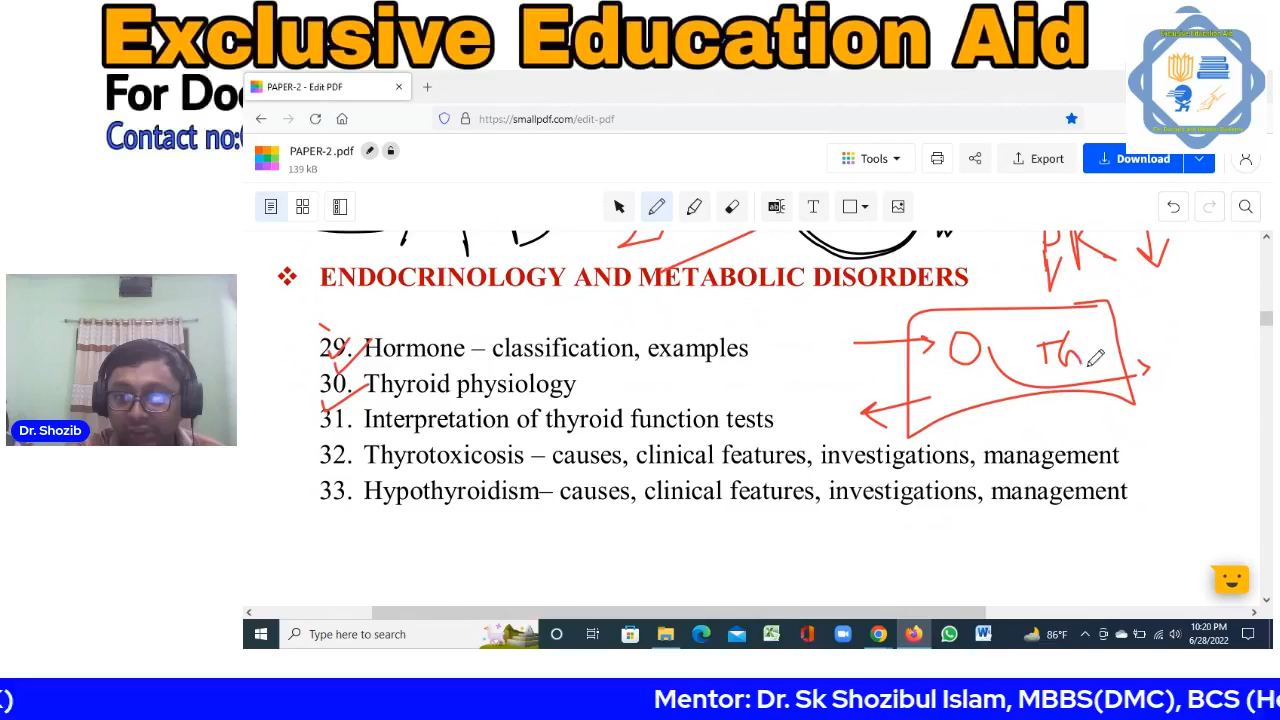 Exclusive Education Aid
For Doc
Contact no:
PAPER-2 - Edit PDF
https://smallpdf.com/edit-pdf
PAPER-2.pdf
139 kB
Tools
Export
Download
PK
❖ ENDOCRINOLOGY AND METABOLIC DISORDERS
29. Hormone – classification, examples
30. Thyroid physiology
31. Interpretation of thyroid function tests
32. Thyrotoxicosis – causes, clinical features, investigations, management
33. Hypothyroidism– causes, clinical features, investigations, management
Th
Dr. Shozib
Type here to search
86°F
10:20 PM
6/28/2022
K)
Mentor: Dr. Sk Shozibul Islam, MBBS(DMC), BCS (He